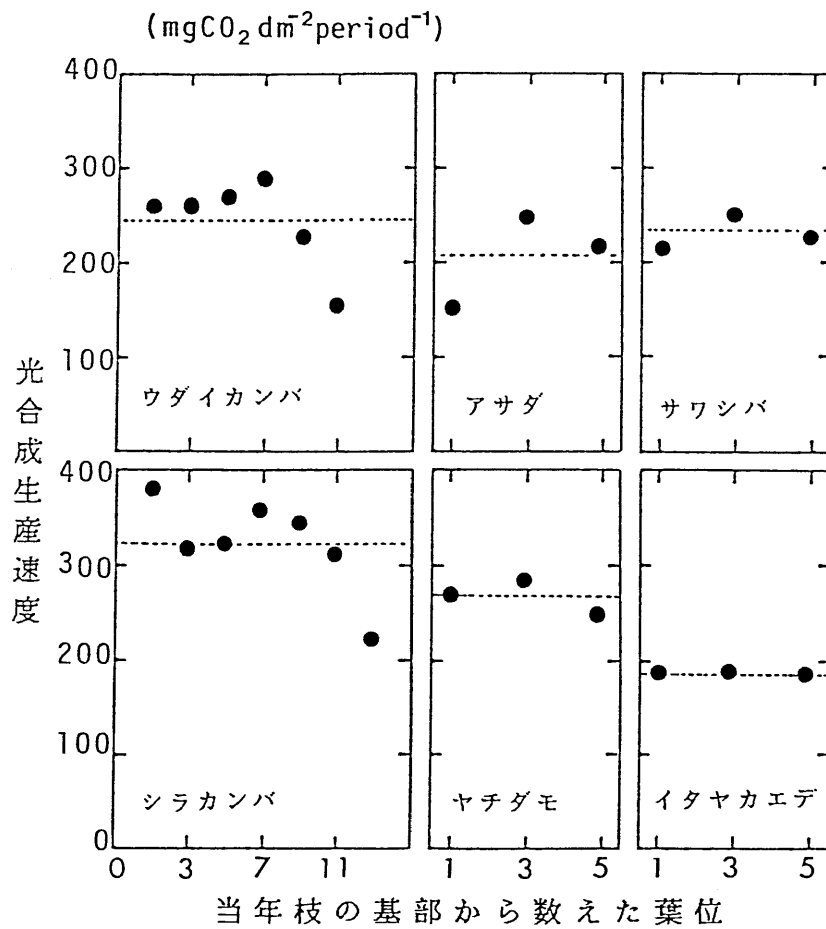 (mgCO₂ dm⁻² period⁻¹)
400
300
200
100
ウダイカンバ
アサダ
サワシバ
光合成生産速度
400
300
200
100
0
シラカンバ
ヤチダモ
イタヤカエデ
0 3 7 11 1 3 5 1 3 5
当年枝の基部から数えた葉位